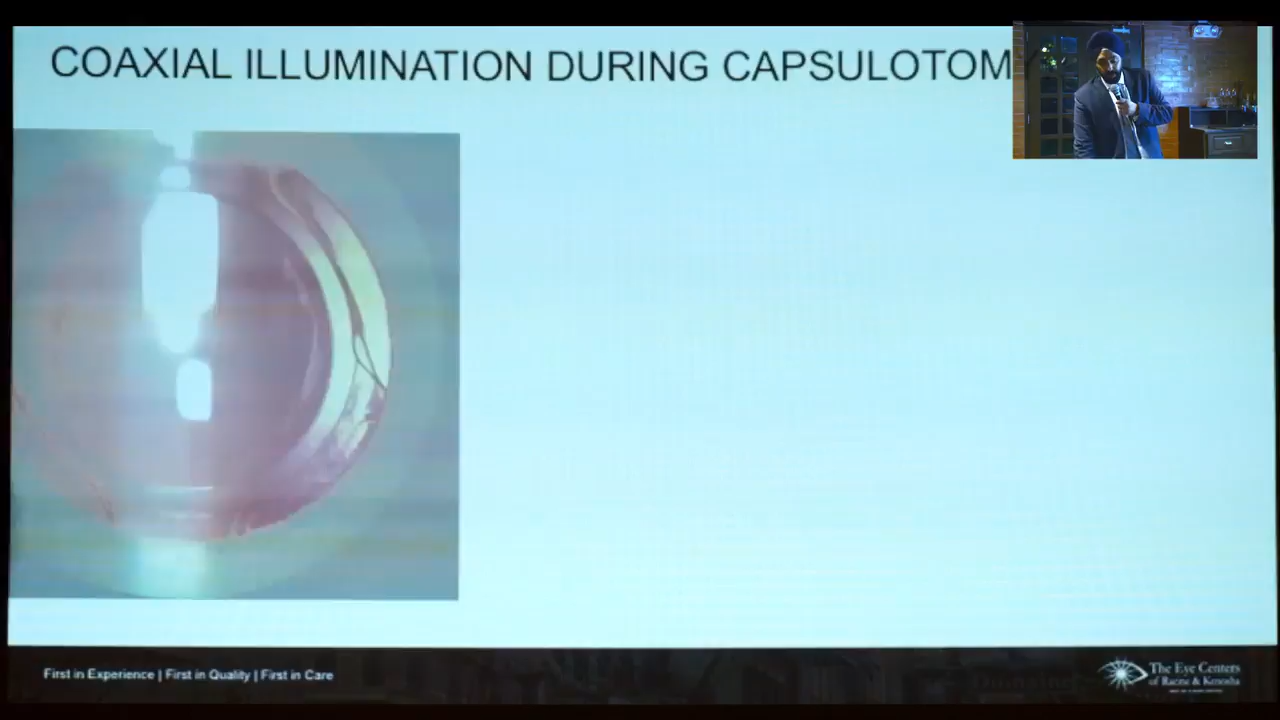 COAXIAL ILLUMINATION DURING CAPSULOTOM
First in Experience | First in Quality | First in Care
The Eye Centers
of Racine & Kenosha